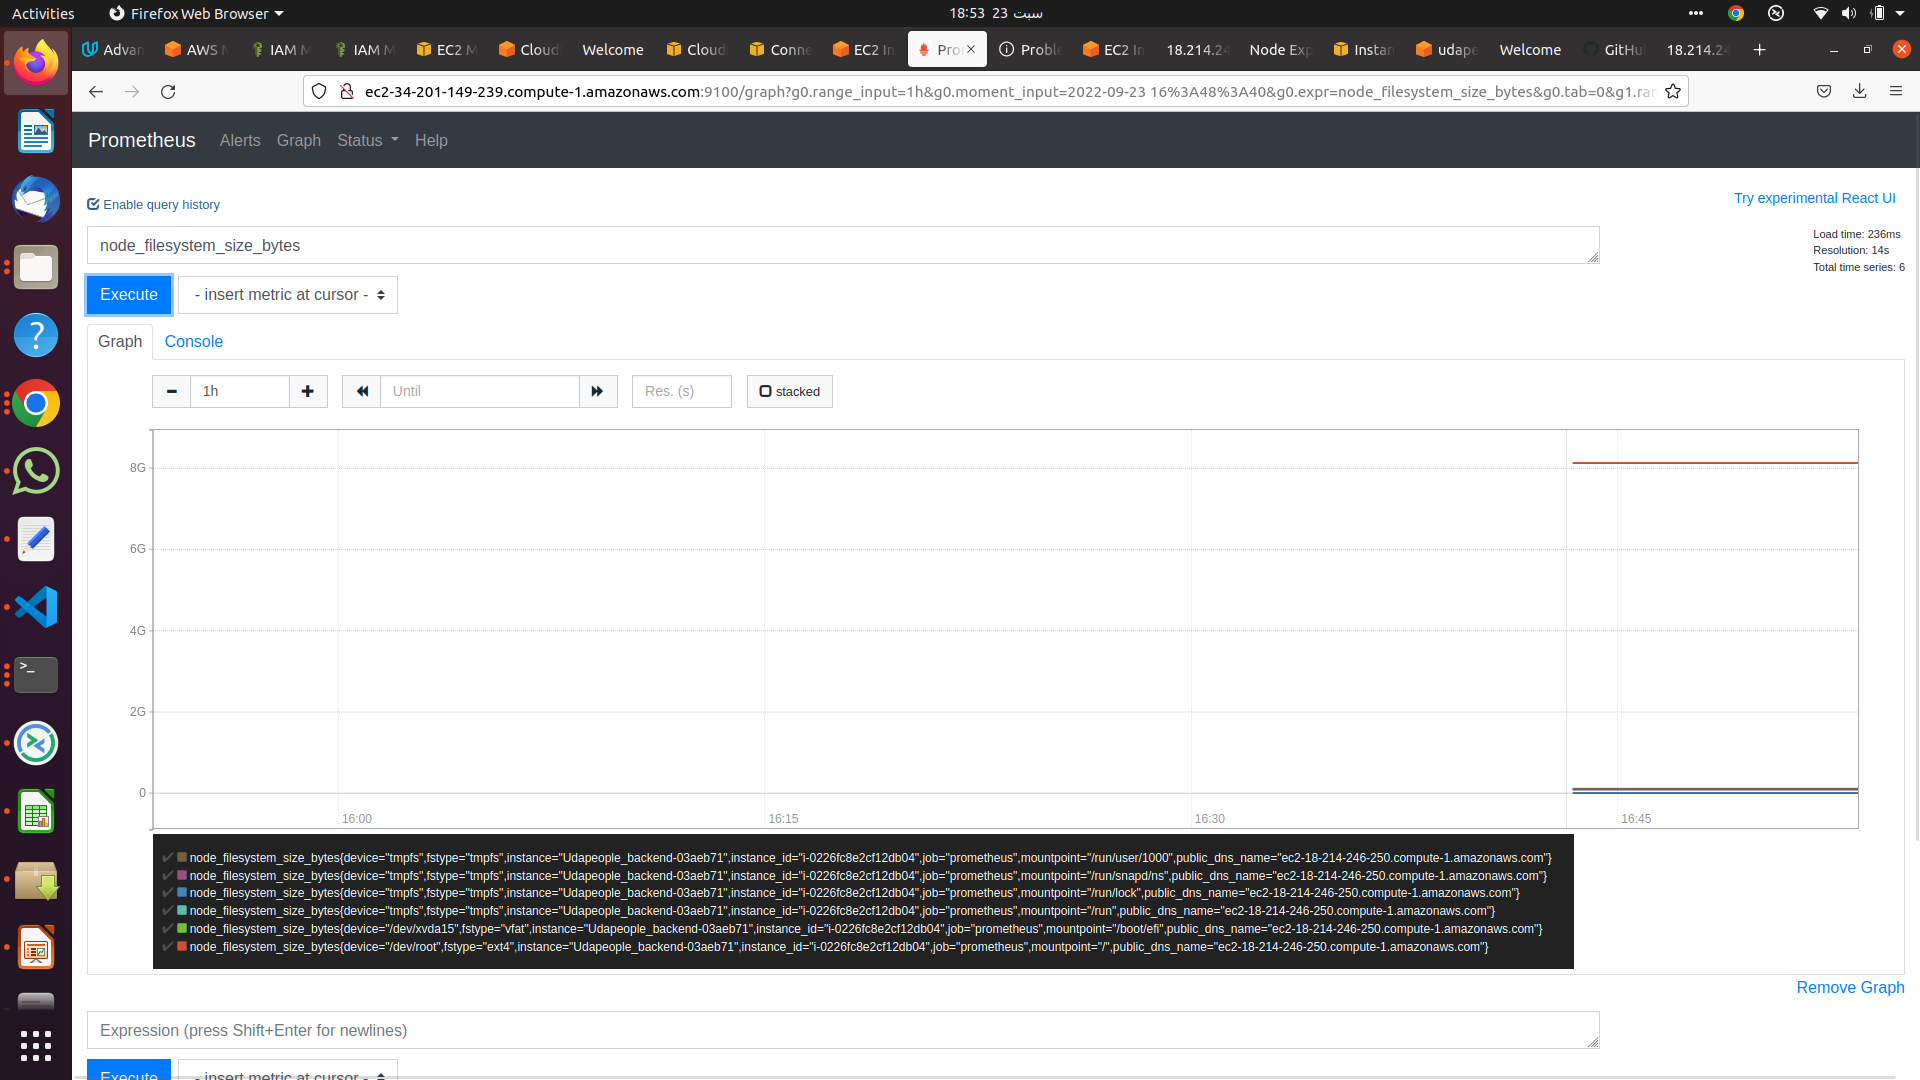 Activities
Firefox Web Browser
18:53 23 سبت
Advan
AWS M
IAM M
IAM M
EC2 M
Cloud
Welcome
Cloud
Conne
EC2 In
Pro
Proble
EC2 In
18.214.24
Node Exp
Instan
udape
Welcome
GitHu
18.214.24
ec2-34-201-149-239.compute-1.amazonaws.com:9100/graph?g0.range_input=1h&g0.moment_input=2022-09-23 16%3A48%3A40&g0.expr=node_filesystem_size_bytes&g0.tab=0&g1.ran
Prometheus
Alerts
Graph
Status
Help
Enable query history
Try experimental React UI
node_filesystem_size_bytes
Load time: 236ms
Resolution: 14s
Total time series: 6
Execute
- insert metric at cursor -
Graph
Console
1h
Until
Res. (s)
stacked
8G
6G
4G
2G
0
16:00
16:15
16:30
16:45
node_filesystem_size_bytes{device="tmpfs",fstype="tmpfs",instance="Udapeople_backend-03aeb71",instance_id="i-0226fc8e2cf12db04",job="prometheus",mountpoint="/run/user/1000",public_dns_name="ec2-18-214-246-250.compute-1.amazonaws.com"}
node_filesystem_size_bytes{device="tmpfs",fstype="tmpfs",instance="Udapeople_backend-03aeb71",instance_id="i-0226fc8e2cf12db04",job="prometheus",mountpoint="/run/snapd/ns",public_dns_name="ec2-18-214-246-250.compute-1.amazonaws.com"}
node_filesystem_size_bytes{device="tmpfs",fstype="tmpfs",instance="Udapeople_backend-03aeb71",instance_id="i-0226fc8e2cf12db04",job="prometheus",mountpoint="/run/lock",public_dns_name="ec2-18-214-246-250.compute-1.amazonaws.com"}
node_filesystem_size_bytes{device="tmpfs",fstype="tmpfs",instance="Udapeople_backend-03aeb71",instance_id="i-0226fc8e2cf12db04",job="prometheus",mountpoint="/run",public_dns_name="ec2-18-214-246-250.compute-1.amazonaws.com"}
node_filesystem_size_bytes{device="/dev/xvda15",fstype="vfat",instance="Udapeople_backend-03aeb71",instance_id="i-0226fc8e2cf12db04",job="prometheus",mountpoint="/boot/efi",public_dns_name="ec2-18-214-246-250.compute-1.amazonaws.com"}
node_filesystem_size_bytes{device="/dev/root",fstype="ext4",instance="Udapeople_backend-03aeb71",instance_id="i-0226fc8e2cf12db04",job="prometheus",mountpoint="/",public_dns_name="ec2-18-214-246-250.compute-1.amazonaws.com"}
Remove Graph
Expression (press Shift+Enter for newlines)
Execute
- insert metric at cursor -